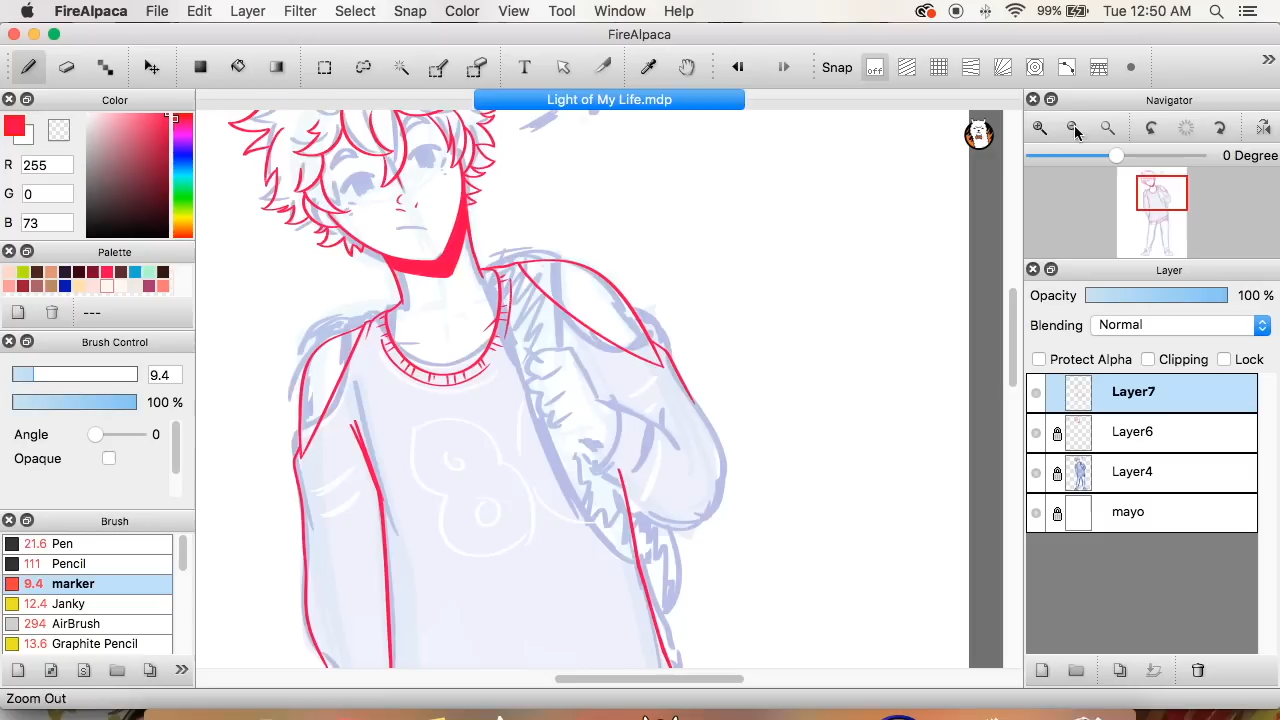 FireAlpaca File Edit Layer Filter Select Snap Color View Tool Window Help 99% Tue 12:50 AM
FireAlpaca
T Snap off
Light of My Life.mdp
Color
R 255
G 0
B 73
Palette
---
Brush Control
9.4
100 %
Angle 0
Opaque
Brush
21.6 Pen
111 Pencil
9.4 marker
12.4 Janky
294 AirBrush
13.6 Graphite Pencil
8
Navigator
0 Degree
Layer
Opacity 100 %
Blending Normal
Protect Alpha Clipping Lock
Layer7
Layer6
Layer4
mayo
Zoom Out